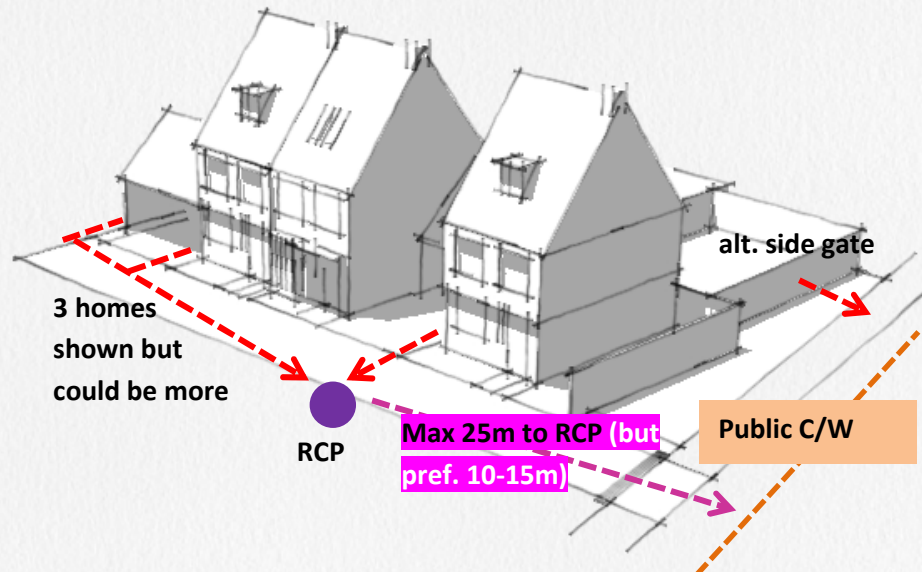 alt. side gate
3 homes
shown but
could be more
RCP
Max 25m to RCP (but
pref. 10-15m)
Public C/W